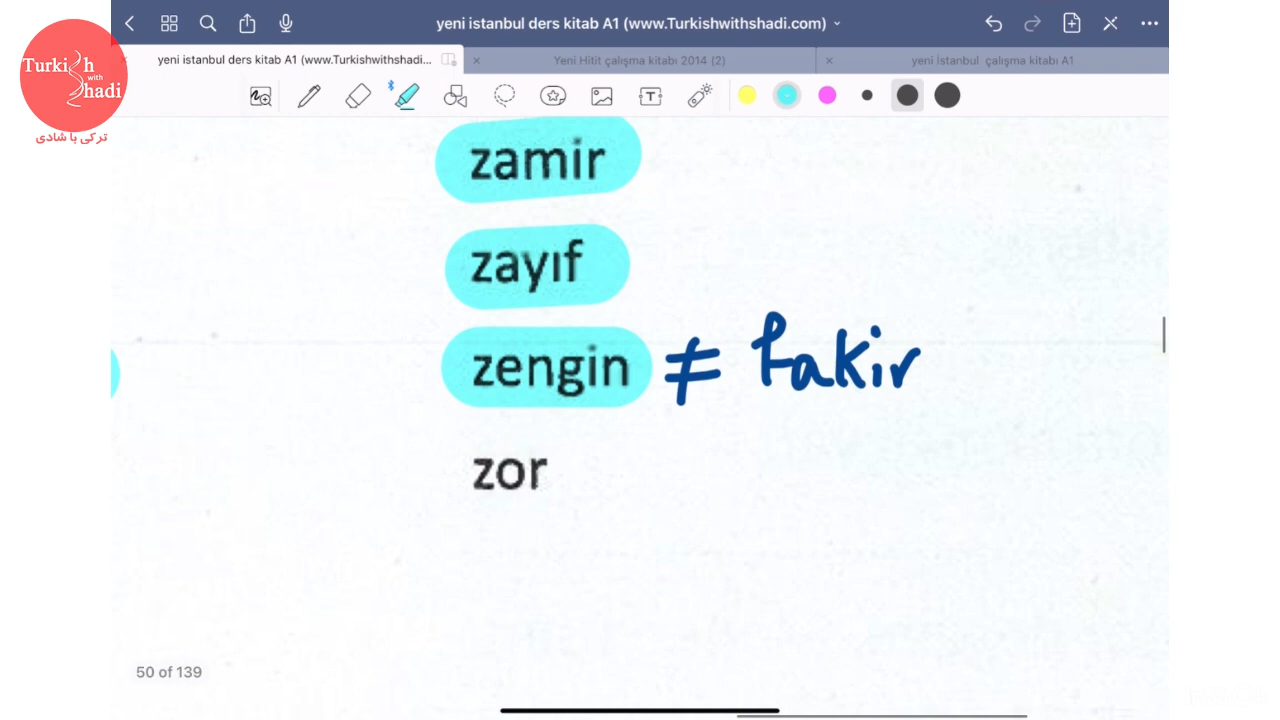 yeni istanbul ders kitab A1 (www.Turkishwithshadi.com)
yeni istanbul ders kitab A1 (www.Turkishwithshadi...
Yeni Hitit çalışma kitabı 2014 (2)
yeni İstanbul çalışma kitabı A1
Turkish
with
Shadi
ترکی با شادی
T
zamir
zayıf
zengin ≠ fakir
zor
50 of 139